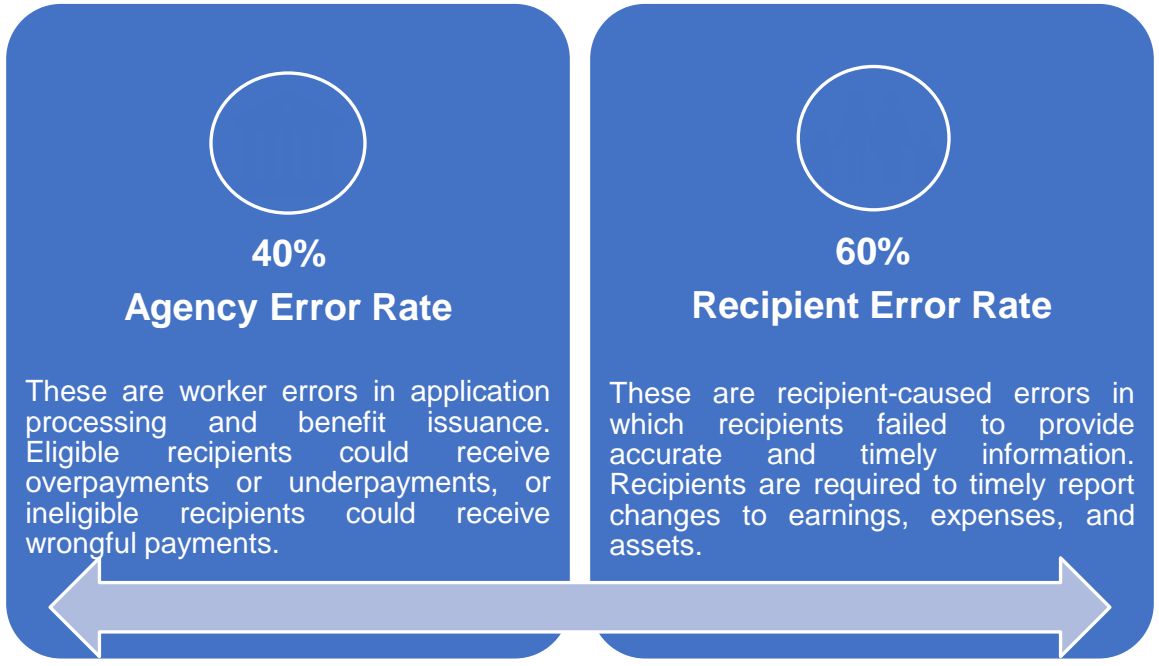 40%
Agency Error Rate
These are worker errors in application
processing and benefit issuance.
Eligible recipients could receive
overpayments or underpayments, or
ineligible recipients could receive
wrongful payments.
60%
Recipient Error Rate
These are recipient-caused errors in
which recipients failed to provide
accurate and timely information.
Recipients are required to timely report
changes to earnings, expenses, and
assets.